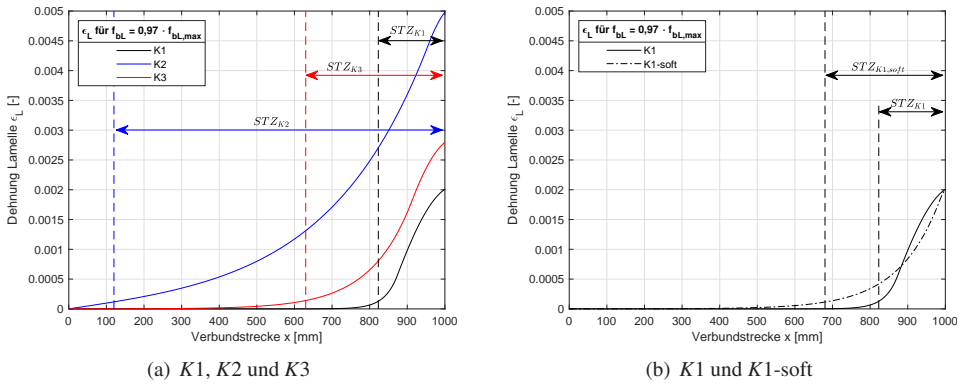 0.005
0.0045
0.004
0.0035
0.003
0.0025
0.002
0.0015
0.001
0.0005
0
Dehnung Lamelle ϵ_L [-]
ϵ_L für f_bL = 0,97 · f_bL,max
K1
K2
K3
STZ_K1
STZ_K3
STZ_K2
0 100 200 300 400 500 600 700 800 900 1000
Verbundstrecke x [mm]
(a) K1, K2 und K3
0.005
0.0045
0.004
0.0035
0.003
0.0025
0.002
0.0015
0.001
0.0005
0
Dehnung Lamelle ϵ_L [-]
ϵ_L für f_bL = 0,97 · f_bL,max
K1
K1-soft
STZ_K1,soft
STZ_K1
0 100 200 300 400 500 600 700 800 900 1000
Verbundstrecke x [mm]
(b) K1 und K1-soft